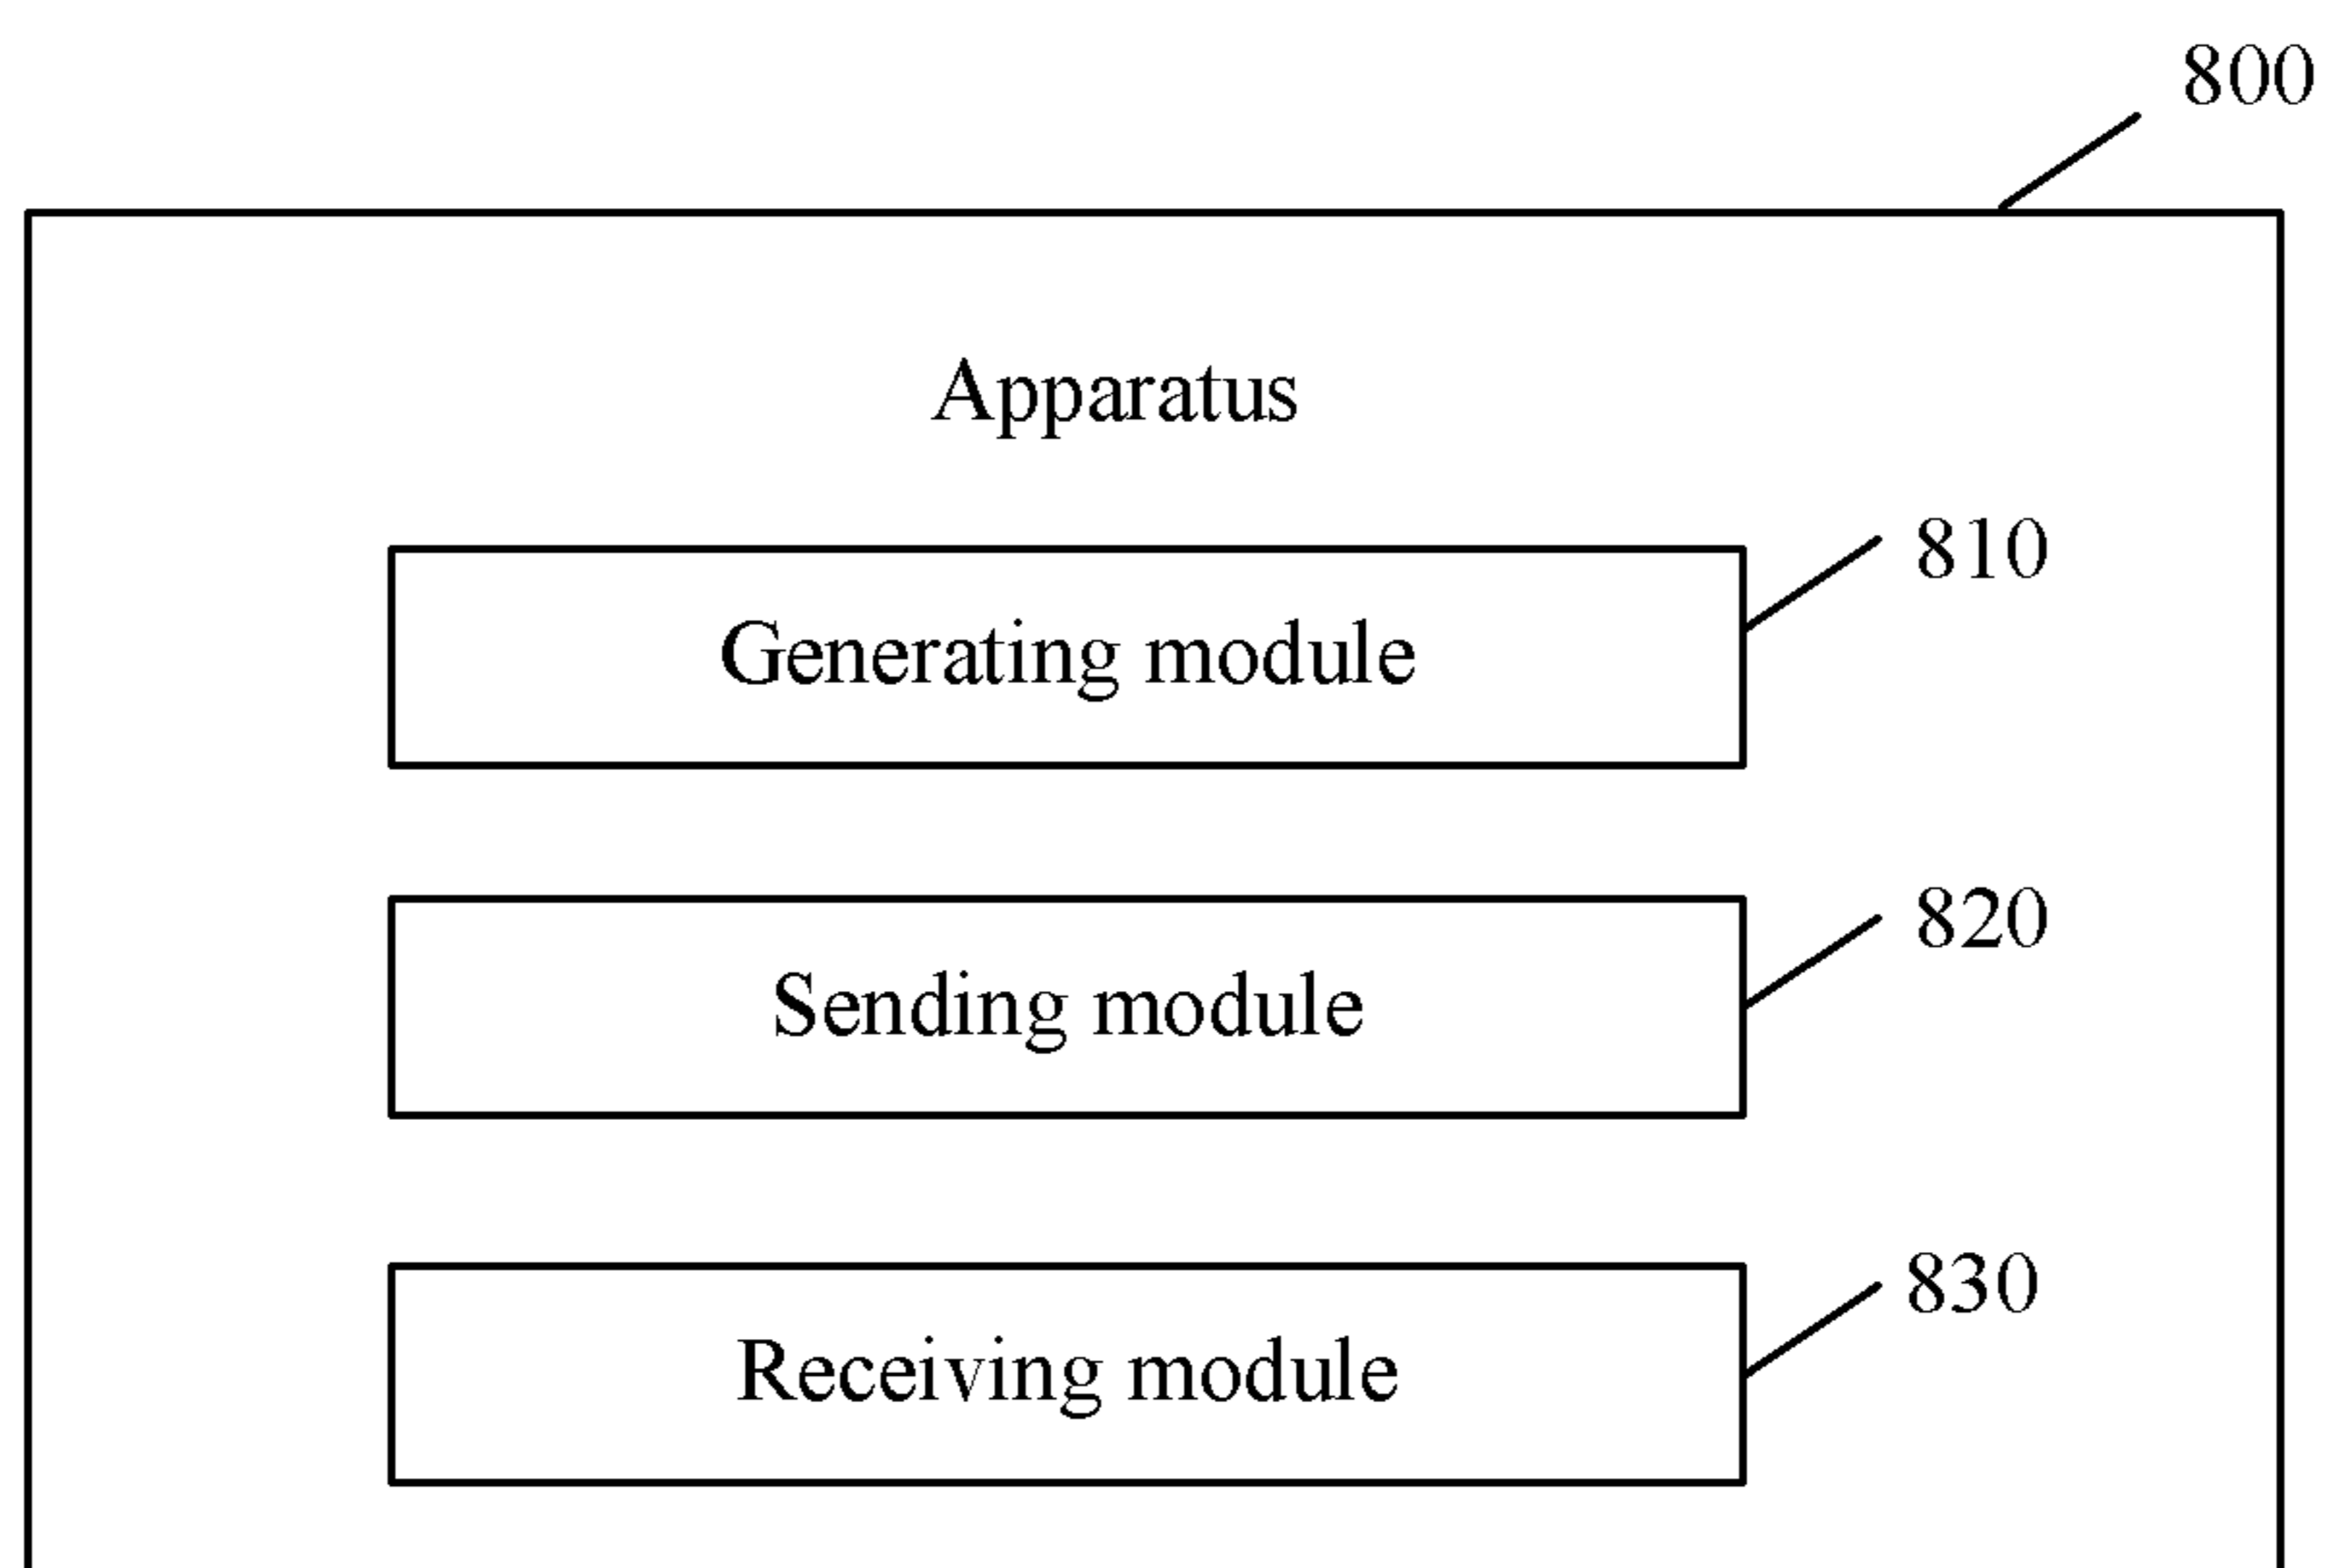 800
Apparatus
810
Generating module
820
Sending module
830
Receiving module